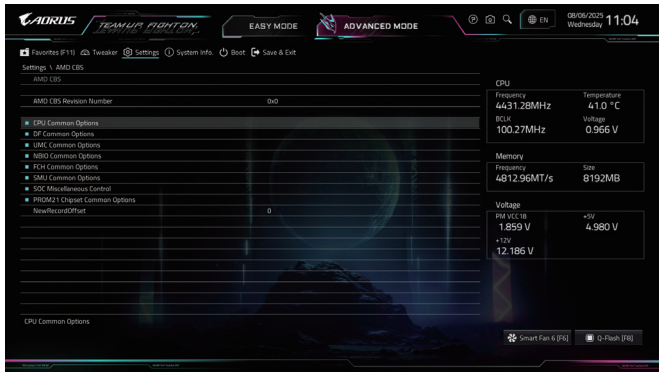 AORUS TEAM UP. FIGHT ON. EASY MODE ADVANCED MODE EN 08/06/2025 Wednesday 11:04
Favorites (F11) Tweaker Settings System Info. Boot Save & Exit
Settings \ AMD CBS
AMD CBS
AMD CBS Revision Number 0x0
CPU Common Options
DF Common Options
UMC Common Options
NBIO Common Options
FCH Common Options
SMU Common Options
SOC Miscellaneous Control
PROM21 Chipset Common Options
NewRecordOffset 0
CPU Common Options
CPU
Frequency Temperature
4431.28MHz 41.0 °C
BCLK Voltage
100.27MHz 0.966 V
Memory
Frequency Size
4812.96MT/s 8192MB
Voltage
PM VCC18 +5V
1.859 V 4.980 V
+12V
12.186 V
Smart Fan 6 [F6] Q-Flash [F8]